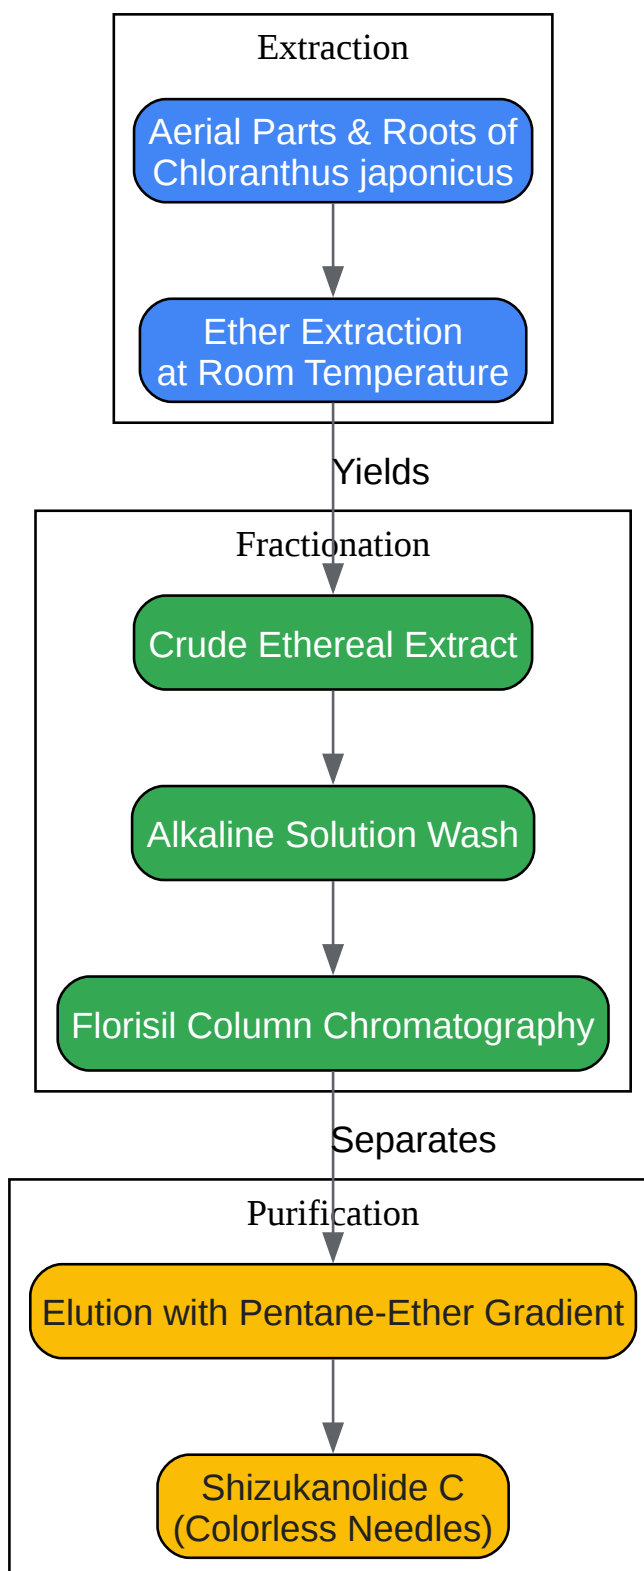 Extraction
Aerial Parts & Roots of
Chloranthus japonicus
Ether Extraction
at Room Temperature
Yields
Fractionation
Crude Ethereal Extract
Alkaline Solution Wash
Florisil Column Chromatography
Separates
Purification
Elution with Pentane-Ether Gradient
Shizukanolide C
(Colorless Needles)